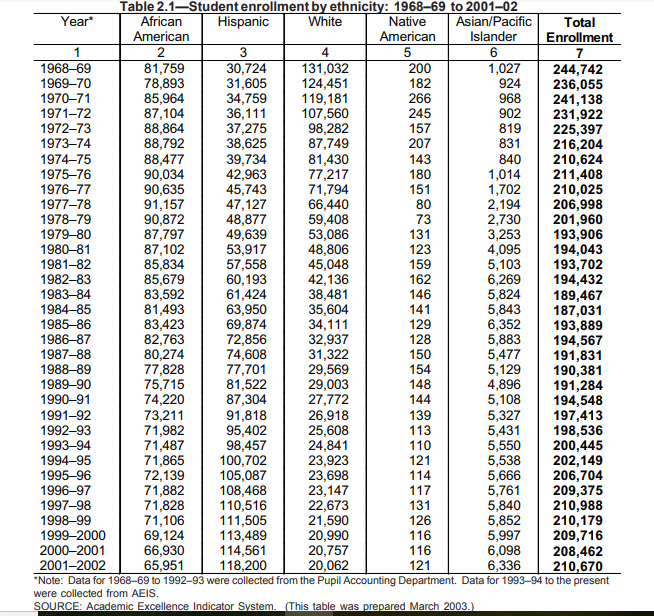 Table 2.1—Student enrollment by ethnicity: 1968–69 to 2001–02
Year* African American Hispanic White Native American Asian/Pacific Islander Total Enrollment
1 2 3 4 5 6 7
1968–69 81,759 30,724 131,032 200 1,027 244,742
1969–70 78,893 31,605 124,451 182 924 236,055
1970–71 85,964 34,759 119,181 266 968 241,138
1971–72 87,104 36,111 107,560 245 902 231,922
1972–73 88,864 37,275 98,282 157 819 225,397
1973–74 88,792 38,625 87,749 207 831 216,204
1974–75 88,477 39,734 81,430 143 840 210,624
1975–76 90,034 42,963 77,217 180 1,014 211,408
1976–77 90,635 45,743 71,794 151 1,702 210,025
1977–78 91,157 47,127 66,440 80 2,194 206,998
1978–79 90,872 48,877 59,408 73 2,730 201,960
1979–80 87,797 49,639 53,086 131 3,253 193,906
1980–81 87,102 53,917 48,806 123 4,095 194,043
1981–82 85,834 57,558 45,048 159 5,103 193,702
1982–83 85,679 60,193 42,136 162 6,269 194,432
1983–84 83,592 61,424 38,481 146 5,824 189,467
1984–85 81,493 63,950 35,604 141 5,843 187,031
1985–86 83,423 69,874 34,111 129 6,352 193,889
1986–87 82,763 72,856 32,937 128 5,883 194,567
1987–88 80,274 74,608 31,322 150 5,477 191,831
1988–89 77,828 77,701 29,569 154 5,129 190,381
1989–90 75,715 81,522 29,003 148 4,896 191,284
1990–91 74,220 87,304 27,772 144 5,108 194,548
1991–92 73,211 91,818 26,918 139 5,327 197,413
1992–93 71,982 95,402 25,608 113 5,431 198,536
1993–94 71,487 98,457 24,841 110 5,550 200,445
1994–95 71,865 100,702 23,923 121 5,538 202,149
1995–96 72,139 105,087 23,698 114 5,666 206,704
1996–97 71,882 108,468 23,147 117 5,761 209,375
1997–98 71,828 110,516 22,673 131 5,840 210,988
1998–99 71,106 111,505 21,590 126 5,852 210,179
1999–2000 69,124 113,489 20,990 116 5,997 209,716
2000–2001 66,930 114,561 20,757 116 6,098 208,462
2001–2002 65,951 118,200 20,062 121 6,336 210,670
*Note: Data for 1968–69 to 1992–93 were collected from the Pupil Accounting Department. Data for 1993–94 to the present
were collected from AEIS.
SOURCE: Academic Excellence Indicator System. (This table was prepared March 2003.)